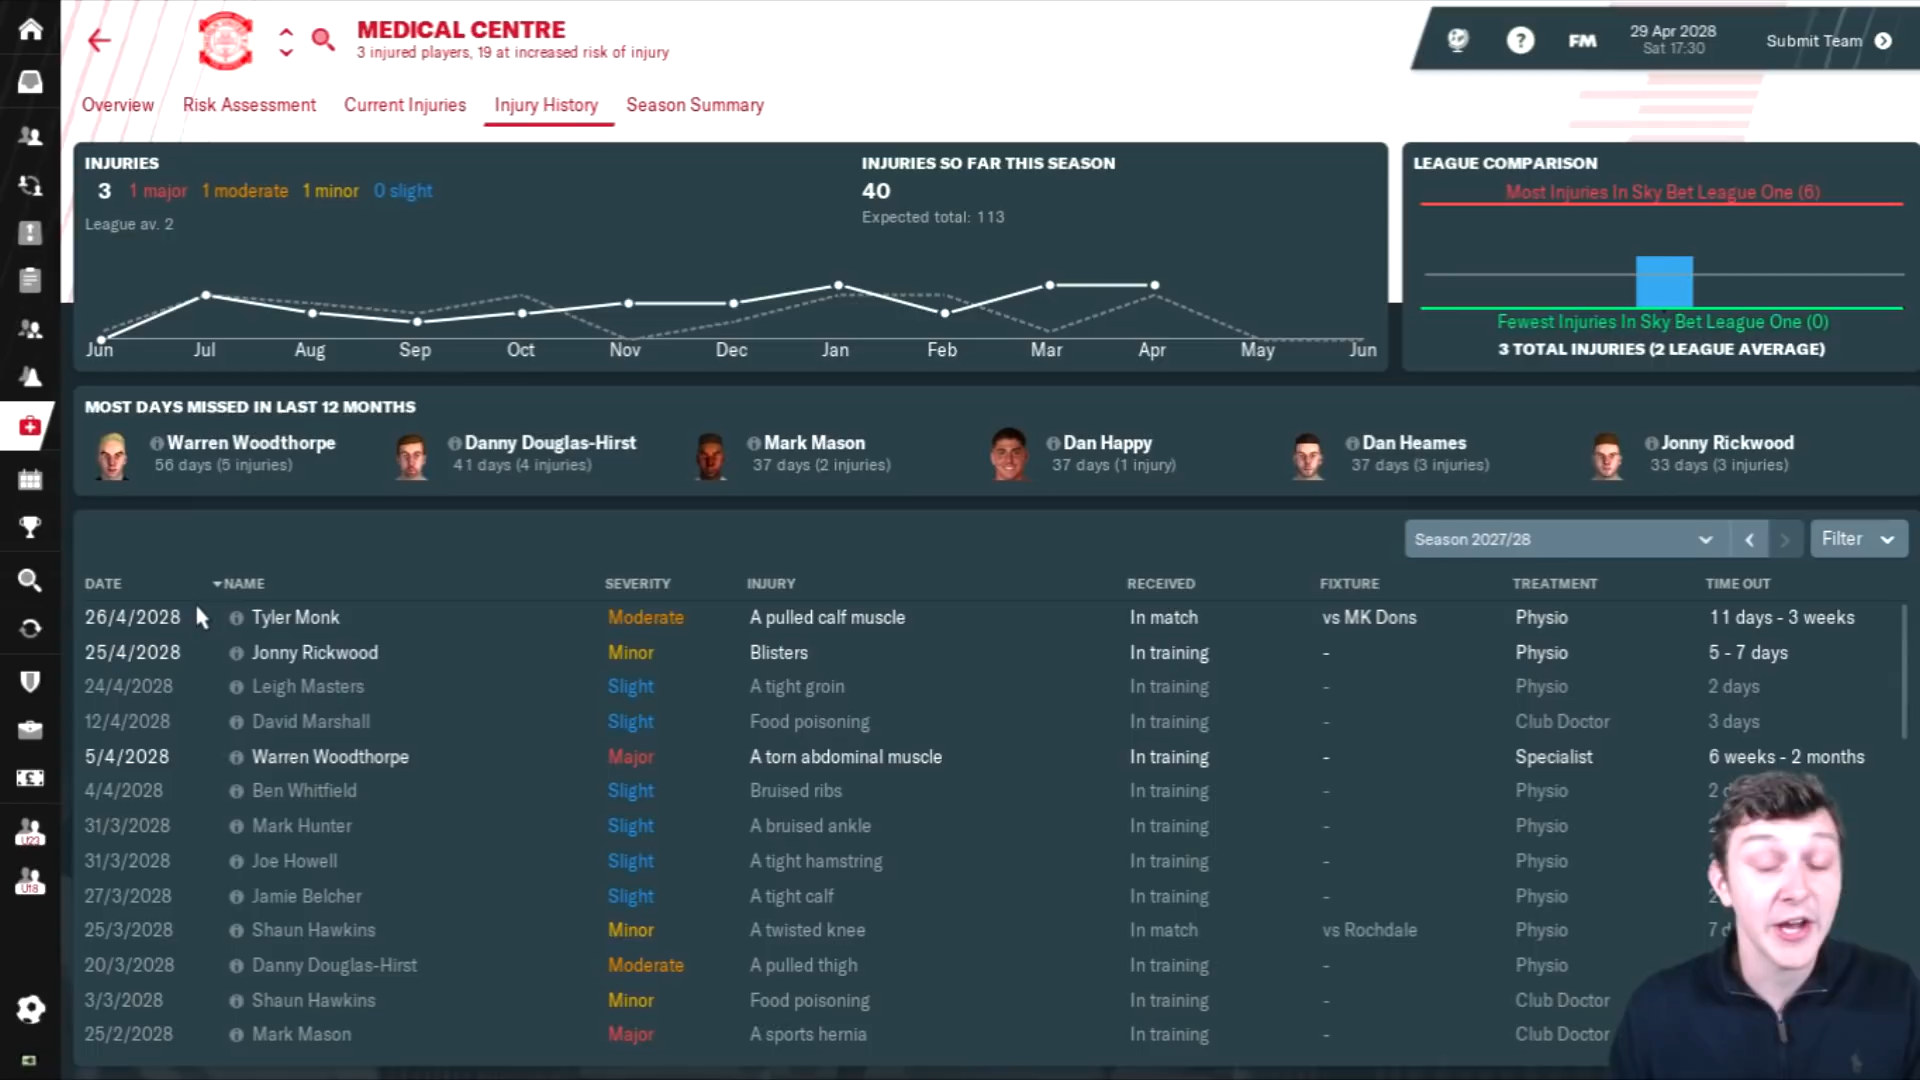 MEDICAL CENTRE
3 injured players, 19 at increased risk of injury
FM
29 Apr 2028
Sat 17:30
Submit Team
Overview
Risk Assessment
Current Injuries
Injury History
Season Summary
INJURIES
3 1 major 1 moderate 1 minor 0 slight
League av. 2
INJURIES SO FAR THIS SEASON
40
Expected total: 113
Jun Jul Aug Sep Oct Nov Dec Jan Feb Mar Apr May Jun
LEAGUE COMPARISON
Most Injuries In Sky Bet League One (6)
Fewest Injuries In Sky Bet League One (0)
3 TOTAL INJURIES (2 LEAGUE AVERAGE)
MOST DAYS MISSED IN LAST 12 MONTHS
Warren Woodthorpe
56 days (5 injuries)
Danny Douglas-Hirst
41 days (4 injuries)
Mark Mason
37 days (2 injuries)
Dan Happy
37 days (1 injury)
Dan Heames
37 days (3 injuries)
Jonny Rickwood
33 days (3 injuries)
Season 2027/28
Filter
DATE NAME SEVERITY INJURY RECEIVED FIXTURE TREATMENT TIME OUT
26/4/2028 Tyler Monk Moderate A pulled calf muscle In match vs MK Dons Physio 11 days - 3 weeks
25/4/2028 Jonny Rickwood Minor Blisters In training - Physio 5 - 7 days
24/4/2028 Leigh Masters Slight A tight groin In training - Physio 2 days
12/4/2028 David Marshall Slight Food poisoning In training - Club Doctor 3 days
5/4/2028 Warren Woodthorpe Major A torn abdominal muscle In training - Specialist 6 weeks - 2 months
4/4/2028 Ben Whitfield Slight Bruised ribs In training - Physio 2
31/3/2028 Mark Hunter Slight A bruised ankle In training - Physio
31/3/2028 Joe Howell Slight A tight hamstring In training - Physio
27/3/2028 Jamie Belcher Slight A tight calf In training - Physio
25/3/2028 Shaun Hawkins Minor A twisted knee In match vs Rochdale Physio 7
20/3/2028 Danny Douglas-Hirst Moderate A pulled thigh In training - Physio
3/3/2028 Shaun Hawkins Minor Food poisoning In training - Club Doctor
25/2/2028 Mark Mason Major A sports hernia In training - Club Doctor
U23
U18